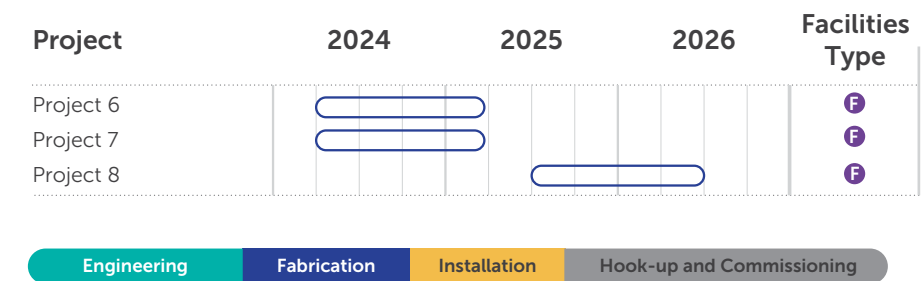 Project 2024 2025 2026 Facilities Type
Project 6 F
Project 7 F
Project 8 F
Engineering Fabrication Installation Hook-up and Commissioning